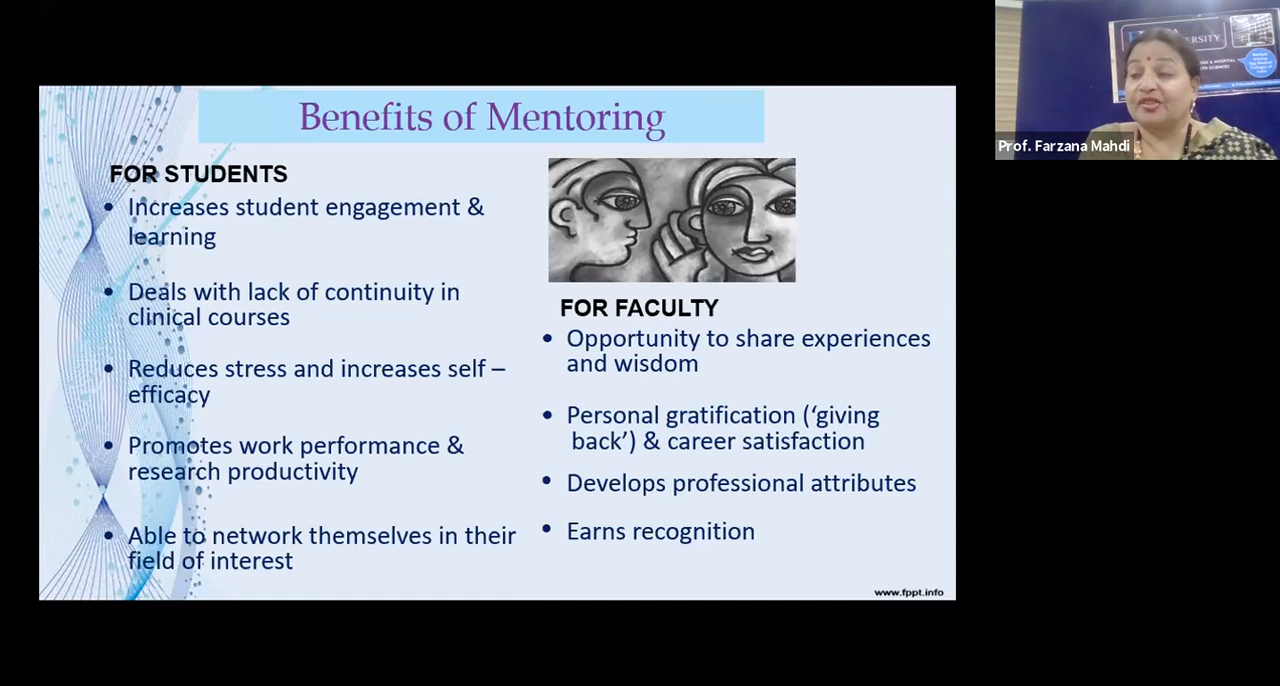 Benefits of Mentoring
FOR STUDENTS
• Increases student engagement &
learning
• Deals with lack of continuity in
clinical courses
• Reduces stress and increases self –
efficacy
• Promotes work performance &
research productivity
• Able to network themselves in their
field of interest
FOR FACULTY
• Opportunity to share experiences
and wisdom
• Personal gratification (‘giving
back’) & career satisfaction
• Develops professional attributes
• Earns recognition
www.fppt.info
Prof. Farzana Mahdi